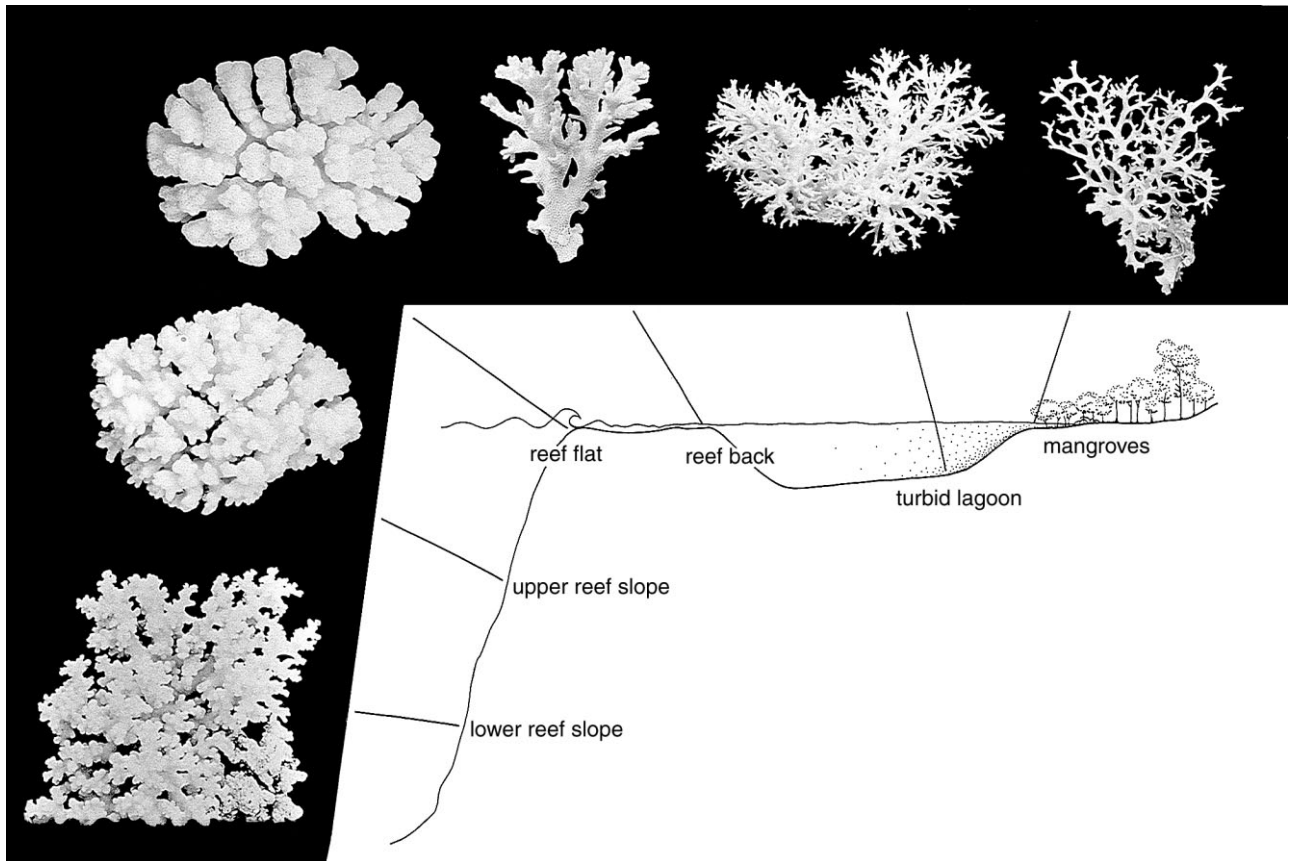 reef flat
reef back
mangroves
turbid lagoon
upper reef slope
lower reef slope